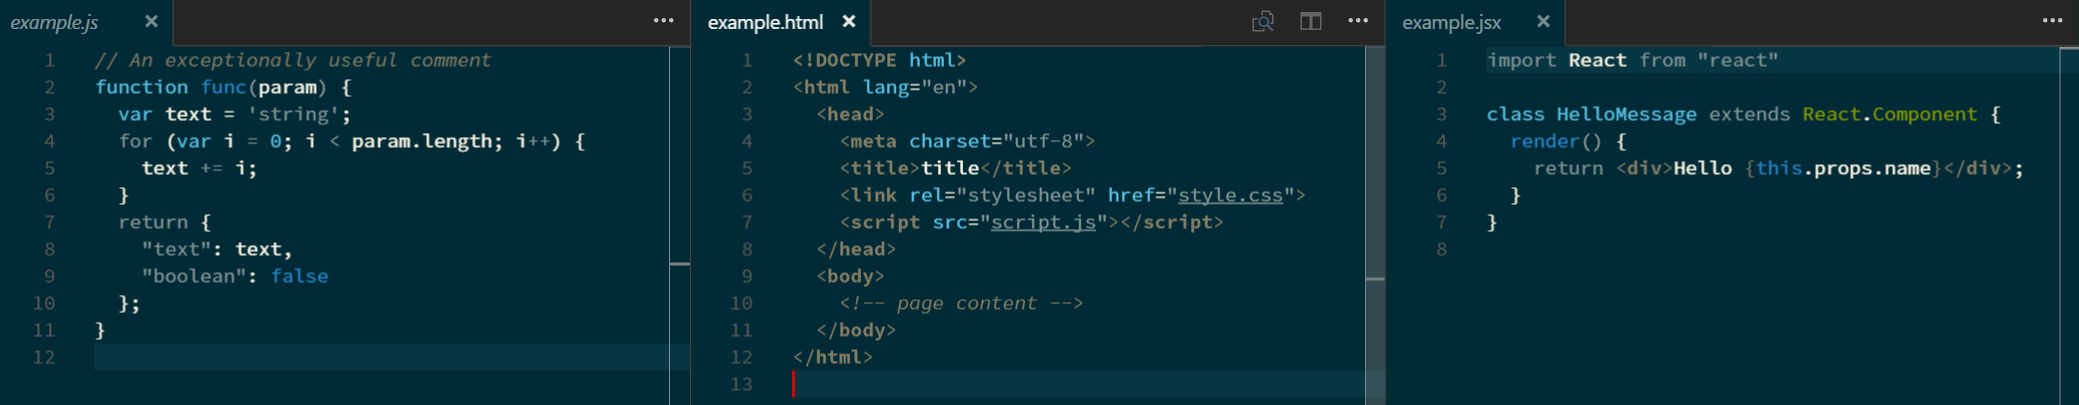 example.js ×
1 // An exceptionally useful comment
2 function func(param) {
3   var text = 'string';
4   for (var i = 0; i < param.length; i++) {
5     text += i;
6   }
7   return {
8     "text": text,
9     "boolean": false
10   };
11 }
12
example.html ×
1 <!DOCTYPE html>
2 <html lang="en">
3   <head>
4     <meta charset="utf-8">
5     <title>title</title>
6     <link rel="stylesheet" href="style.css">
7     <script src="script.js"></script>
8   </head>
9   <body>
10     <!-- page content -->
11   </body>
12 </html>
13
example.jsx ×
1 import React from "react"
2
3 class HelloMessage extends React.Component {
4   render() {
5     return <div>Hello {this.props.name}</div>;
6   }
7 }
8